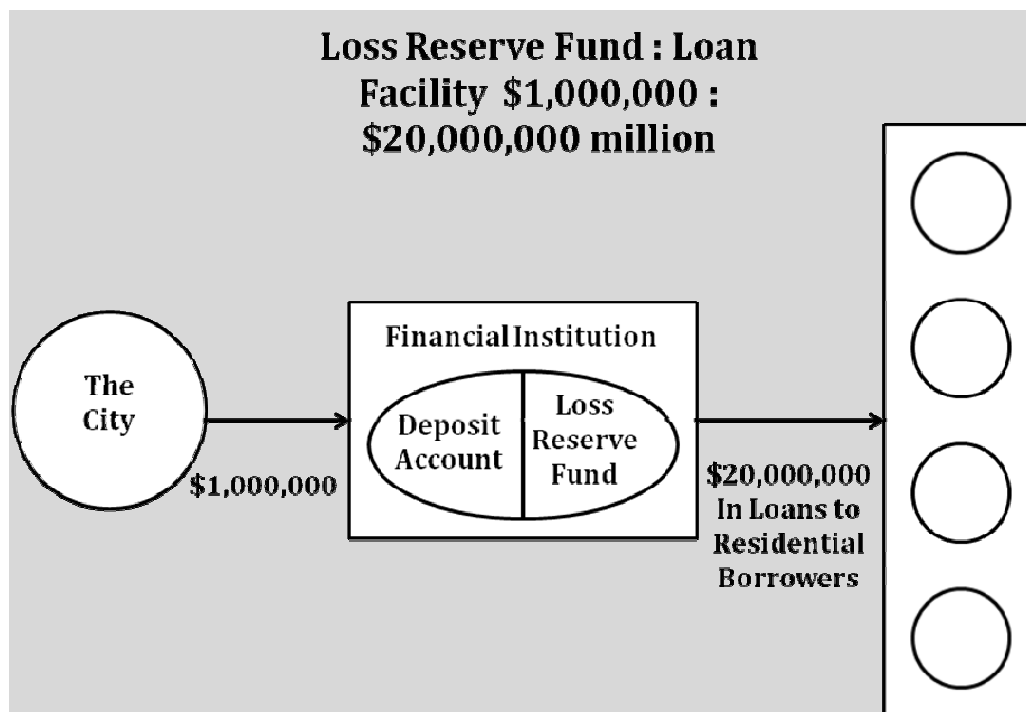 Loss Reserve Fund : Loan
Facility $1,000,000 :
$20,000,000 million
The
City
$1,000,000
Financial Institution
Deposit
Account
Loss
Reserve
Fund
$20,000,000
In Loans to
Residential
Borrowers